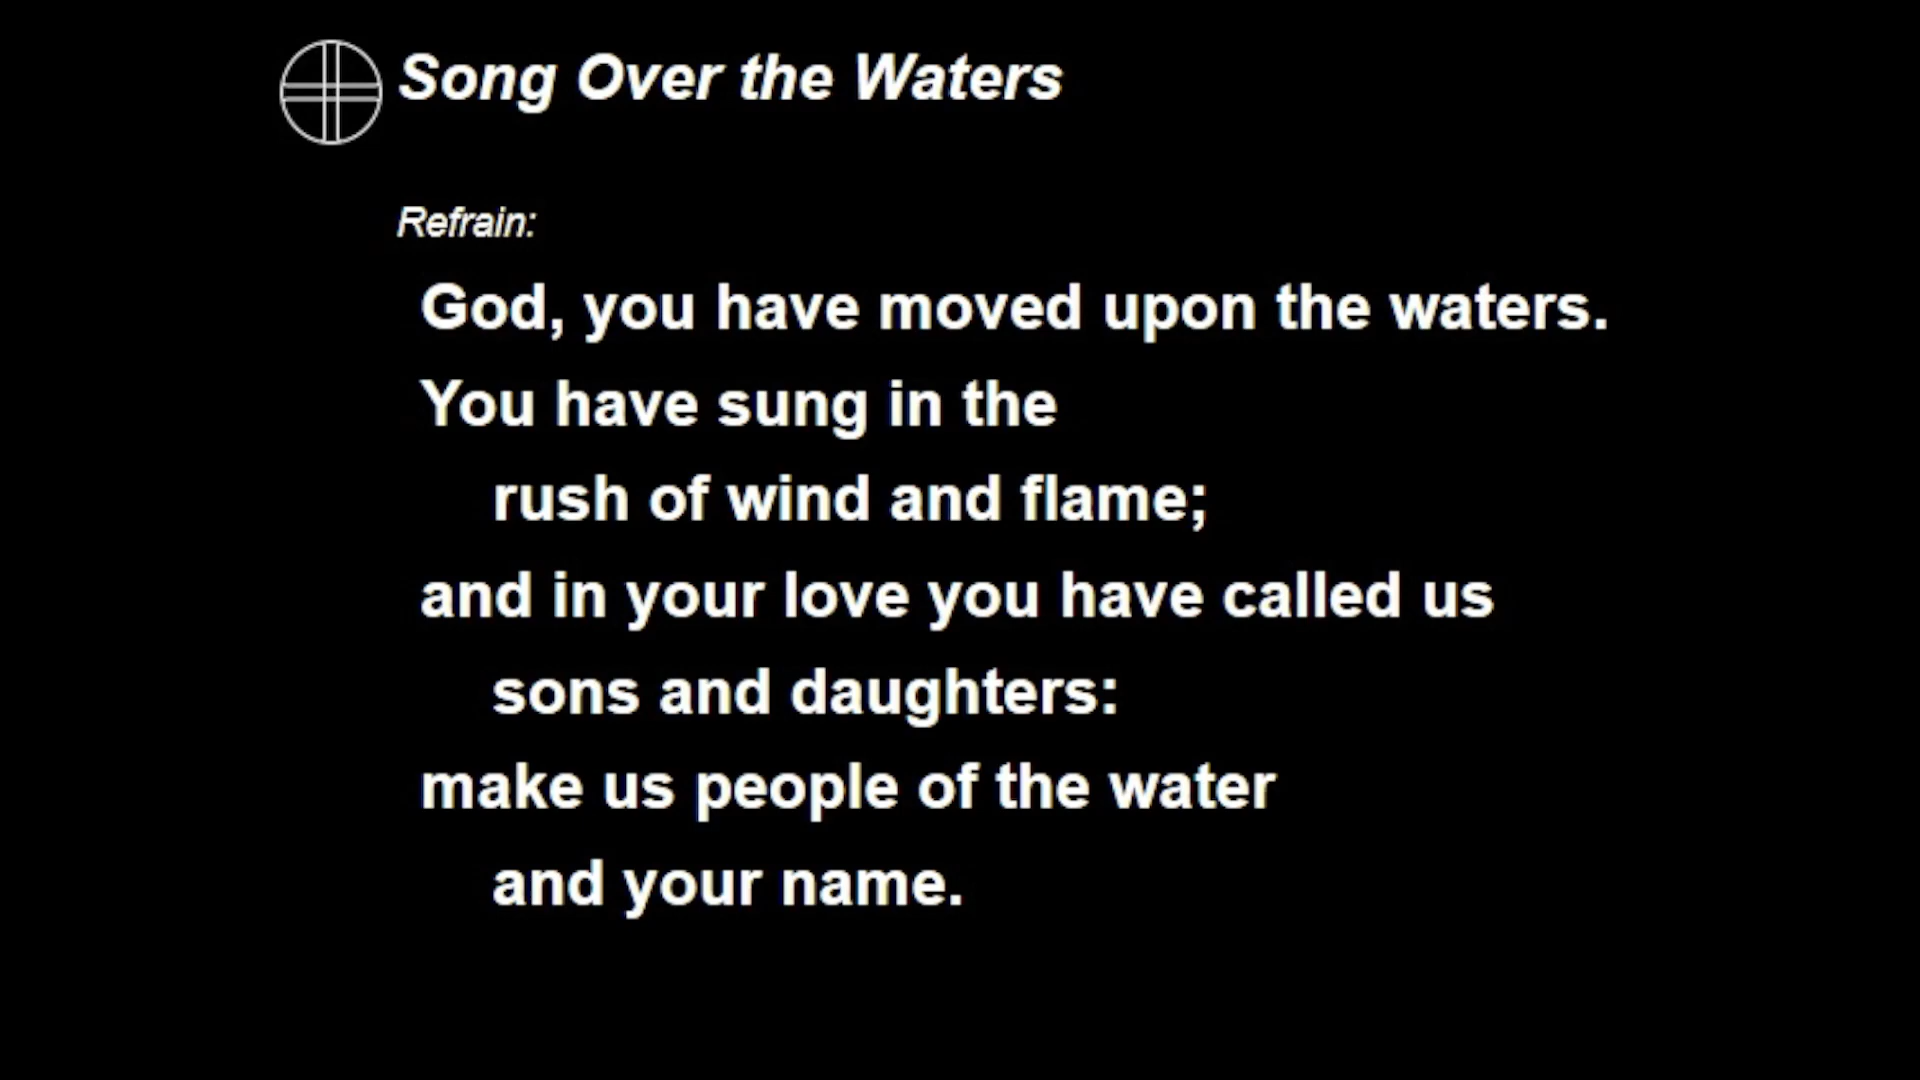 Song Over the Waters
Refrain:
God, you have moved upon the waters.
You have sung in the
rush of wind and flame;
and in your love you have called us
sons and daughters:
make us people of the water
and your name.